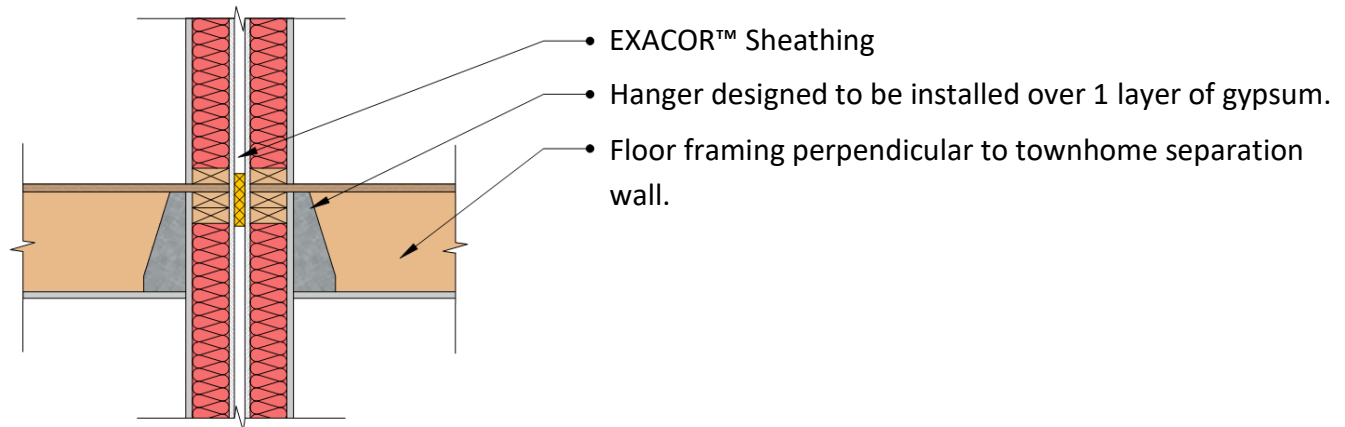 • EXACOR™ Sheathing
• Hanger designed to be installed over 1 layer of gypsum.
• Floor framing perpendicular to townhome separation
wall.